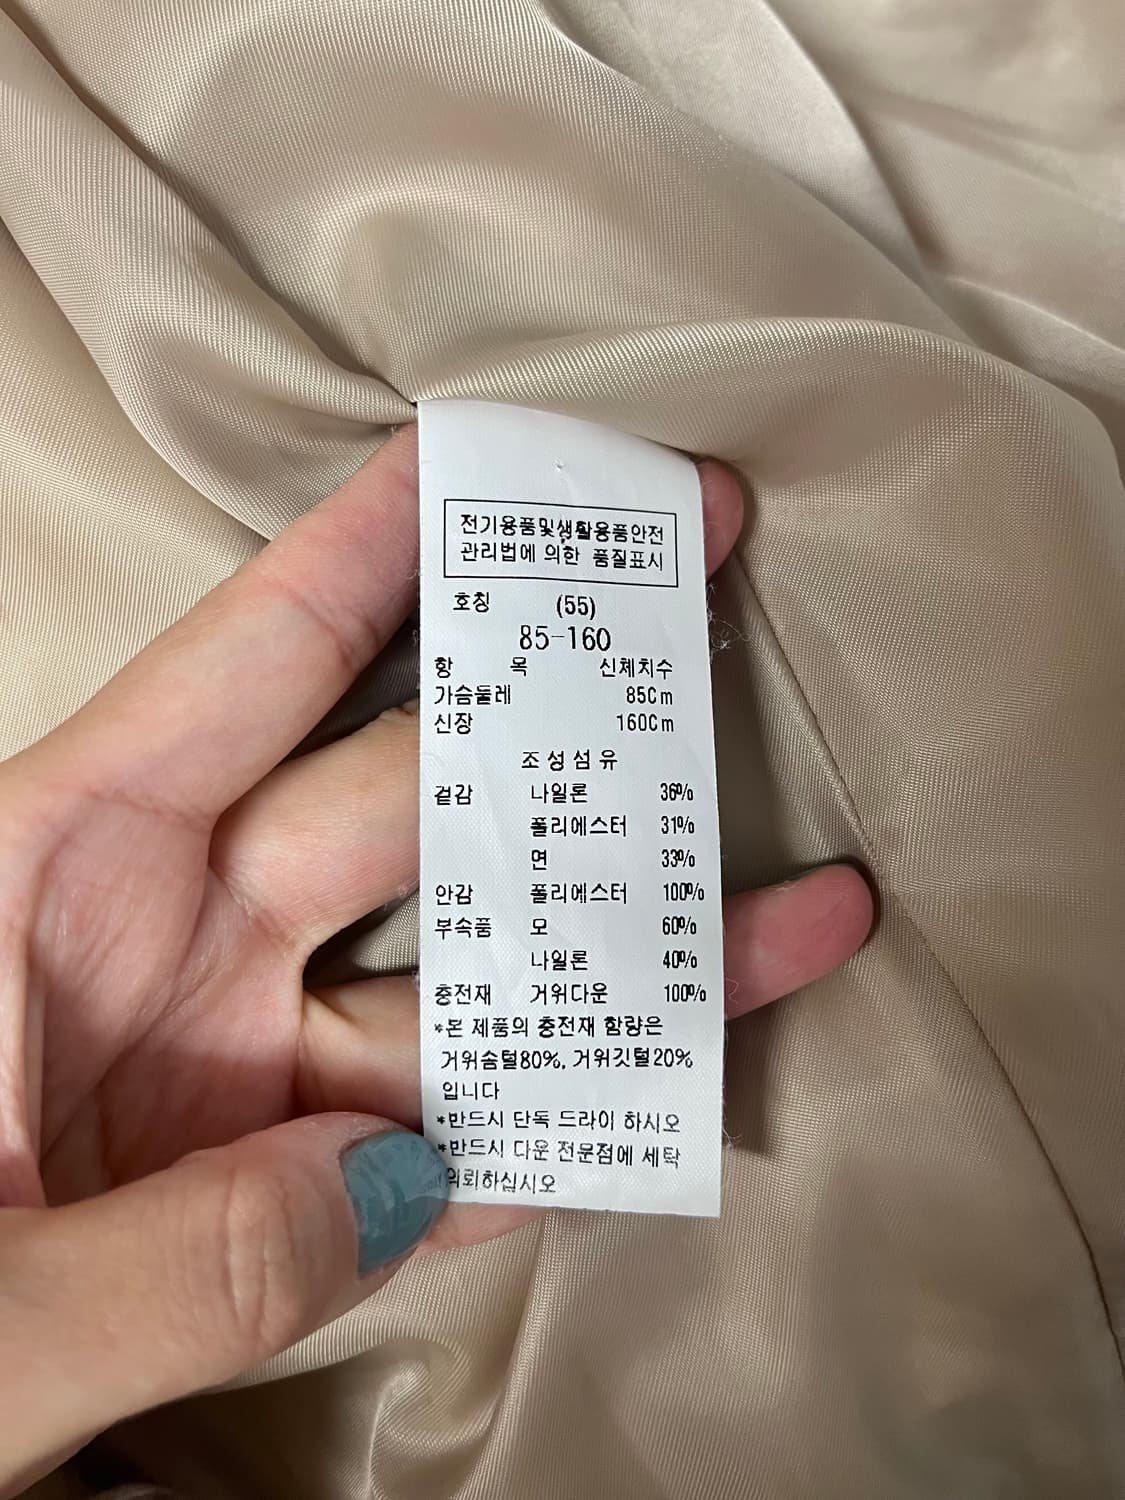 전기용품및생활용품안전
관리법에 의한 품질표시
호칭 (55)
85-160
항 목 신체치수
가슴둘레 85Cm
신장 160Cm
조성섬유
겉감 나일론 36%
폴리에스터 31%
면 33%
안감 폴리에스터 100%
부속품 모 60%
나일론 40%
충전재 거위다운 100%
*본 제품의 충전재 함량은
거위솜털80%, 거위깃털20%
입니다
*반드시 단독 드라이 하시오
*반드시 다운 전문점에 세탁
의뢰하십시오